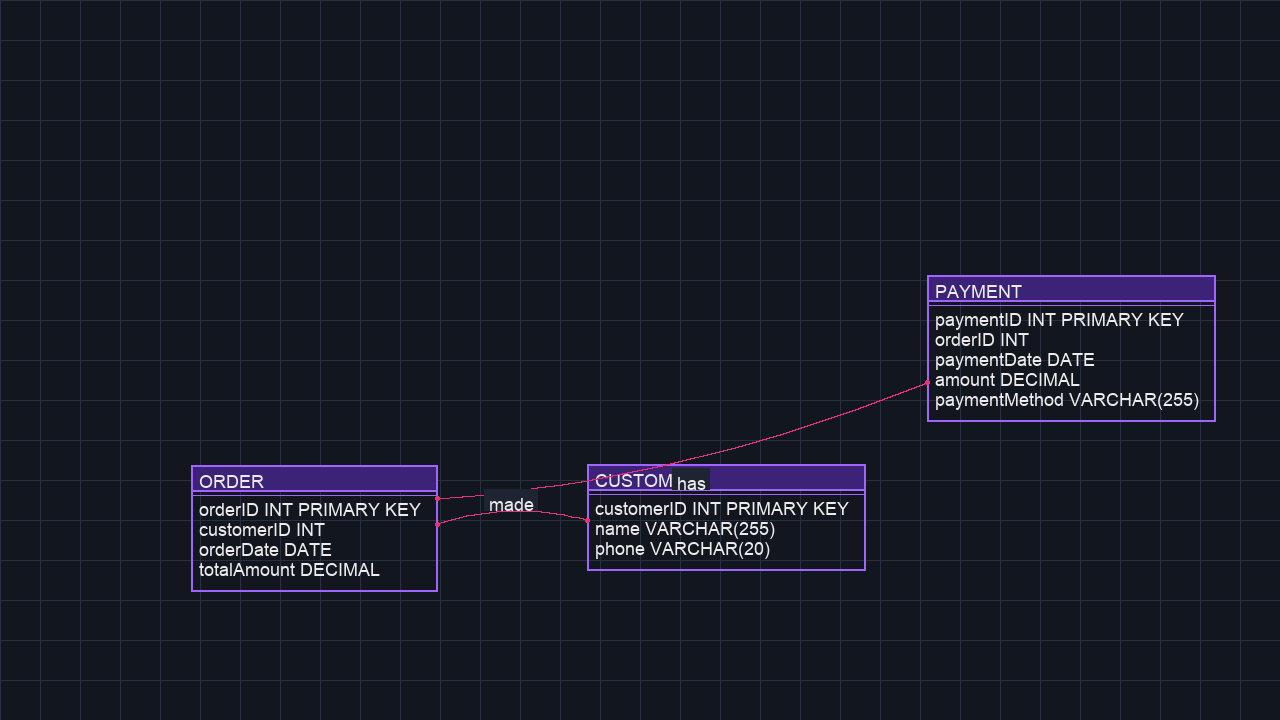 PAYMENT
paymentID INT PRIMARY KEY
orderID INT
paymentDate DATE
amount DECIMAL
paymentMethod VARCHAR(255)
ORDER
orderID INT PRIMARY KEY
customerID INT
orderDate DATE
totalAmount DECIMAL
made
CUSTOM
has
customerID INT PRIMARY KEY
name VARCHAR(255)
phone VARCHAR(20)